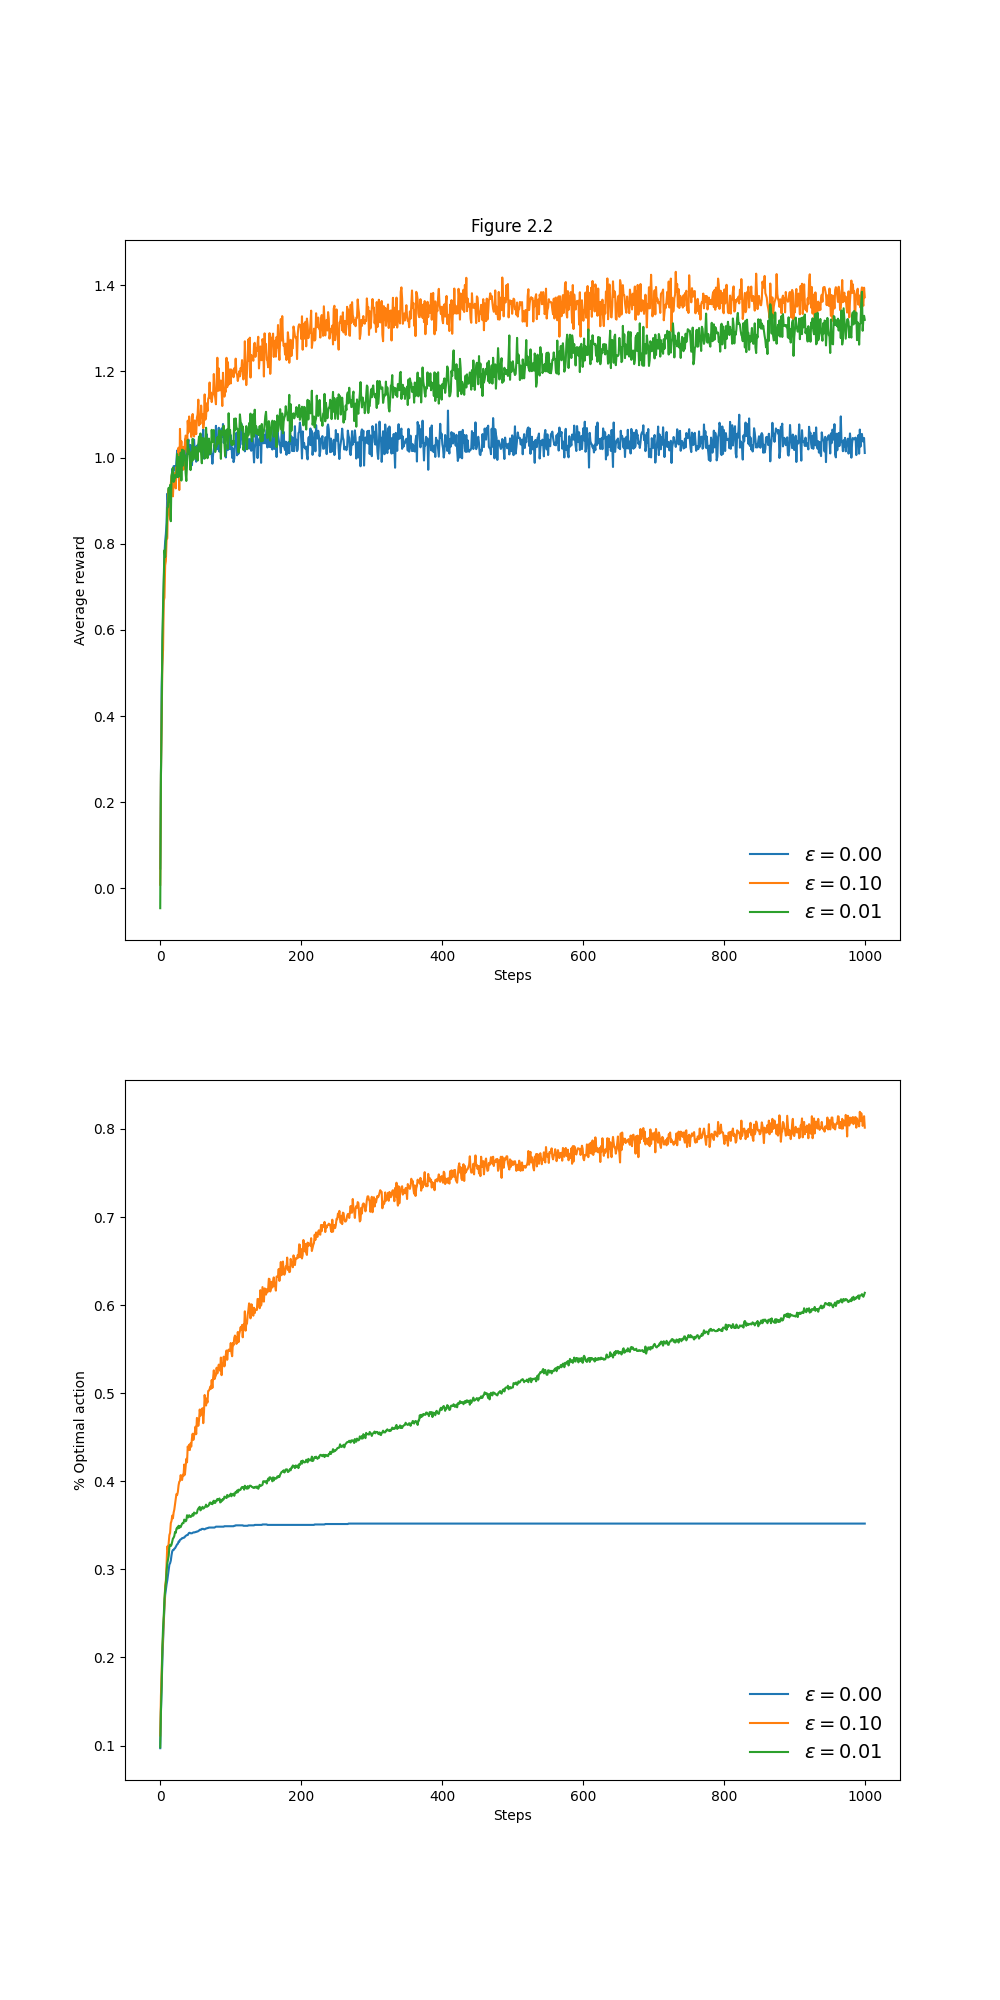 Figure 2.2
1.4
1.2
1.0
0.8
0.6
0.4
0.2
0.0
Average reward
ε = 0.00
ε = 0.10
ε = 0.01
0 200 400 600 800 1000
Steps
0.8
0.7
0.6
0.5
0.4
0.3
0.2
0.1
% Optimal action
ε = 0.00
ε = 0.10
ε = 0.01
0 200 400 600 800 1000
Steps